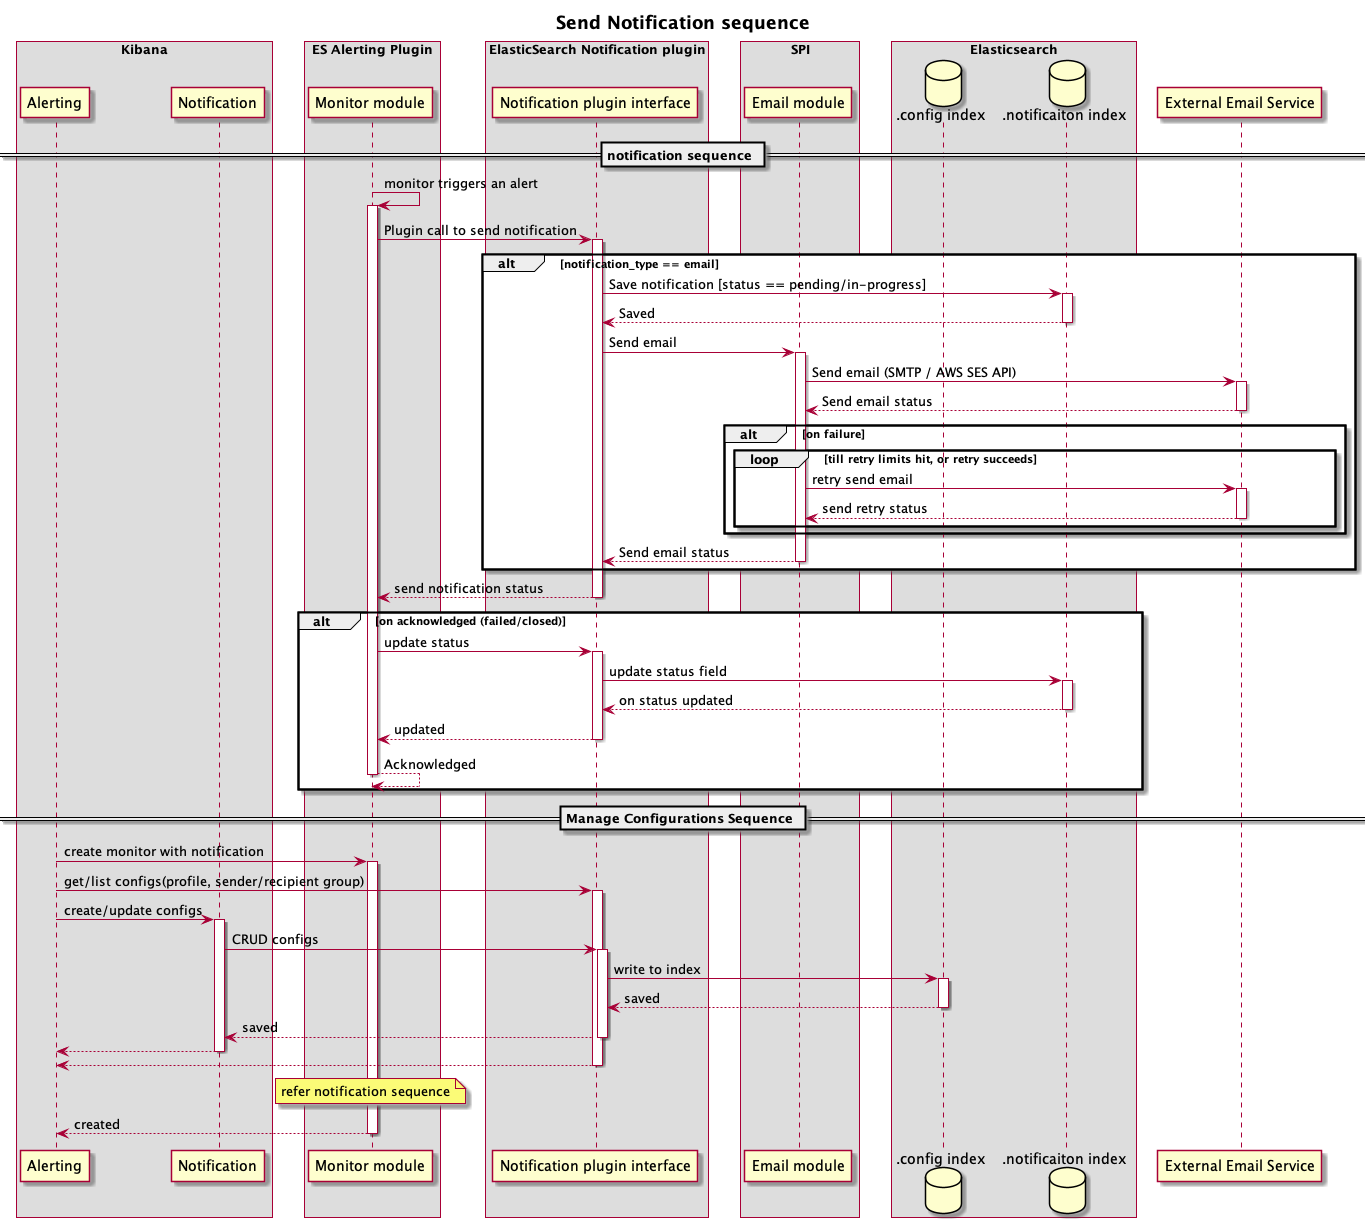 Send Notification sequence
Kibana
ES Alerting Plugin
ElasticSearch Notification plugin
SPI
Elasticsearch
Alerting
Notification
Monitor module
Notification plugin interface
Email module
.config index
.notificaiton index
External Email Service
notification sequence
monitor triggers an alert
Plugin call to send notification
alt
[notification_type == email]
Save notification [status == pending/in-progress]
Saved
Send email
Send email (SMTP / AWS SES API)
Send email status
alt
[on failure]
loop
[till retry limits hit, or retry succeeds]
retry send email
send retry status
Send email status
send notification status
alt
[on acknowledged (failed/closed)]
update status
update status field
on status updated
updated
Acknowledged
Manage Configurations Sequence
create monitor with notification
get/list configs(profile, sender/recipient group)
create/update configs
CRUD configs
write to index
saved
saved
refer notification sequence
created
Alerting
Notification
Monitor module
Notification plugin interface
Email module
.config index
.notificaiton index
External Email Service